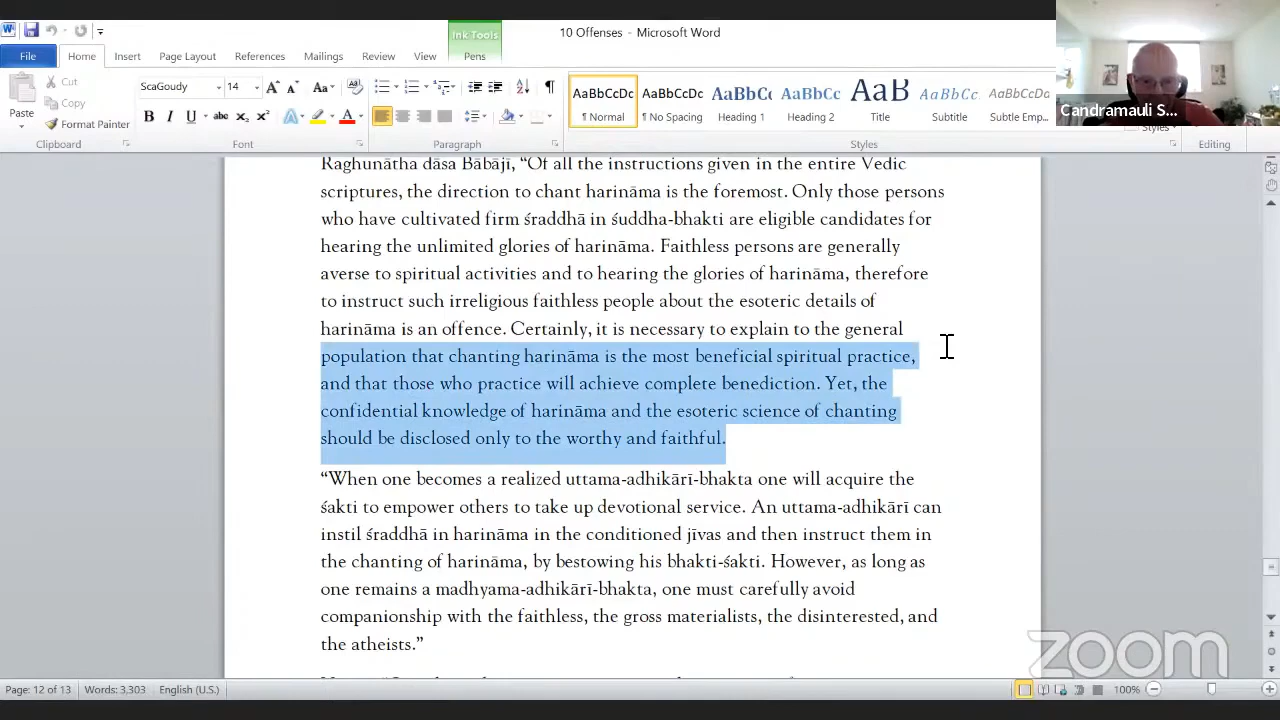 10 Offenses - Microsoft Word
Ink Tools
File Home Insert Page Layout References Mailings Review View Pens
Candramauli S...
Paste
Cut
Copy
Format Painter
ScaGoudy 14
B I U abc x₂ x²
AaBbCcDc AaBbCcDc AaBbC AaBbCc AaB AaBbCc. AaBbCcDc
¶ Normal ¶ No Spacing Heading 1 Heading 2 Title Subtitle Subtle Emp...
Styles
Clipboard Font Paragraph Styles Editing
Raghunātha dāsa Bābājī, “Of all the instructions given in the entire Vedic
scriptures, the direction to chant harināma is the foremost. Only those persons
who have cultivated firm śraddhā in śuddha-bhakti are eligible candidates for
hearing the unlimited glories of harināma. Faithless persons are generally
averse to spiritual activities and to hearing the glories of harināma, therefore
to instruct such irreligious faithless people about the esoteric details of
harināma is an offence. Certainly, it is necessary to explain to the general
population that chanting harināma is the most beneficial spiritual practice,
and that those who practice will achieve complete benediction. Yet, the
confidential knowledge of harināma and the esoteric science of chanting
should be disclosed only to the worthy and faithful.
“When one becomes a realized uttama-adhikārī-bhakta one will acquire the
śakti to empower others to take up devotional service. An uttama-adhikārī can
instil śraddhā in harināma in the conditioned jīvas and then instruct them in
the chanting of harināma, by bestowing his bhakti-śakti. However, as long as
one remains a madhyama-adhikārī-bhakta, one must carefully avoid
companionship with the faithless, the gross materialists, the disinterested, and
the atheists.”
zoom
Page: 12 of 13 Words: 3,303 English (U.S.) 100%